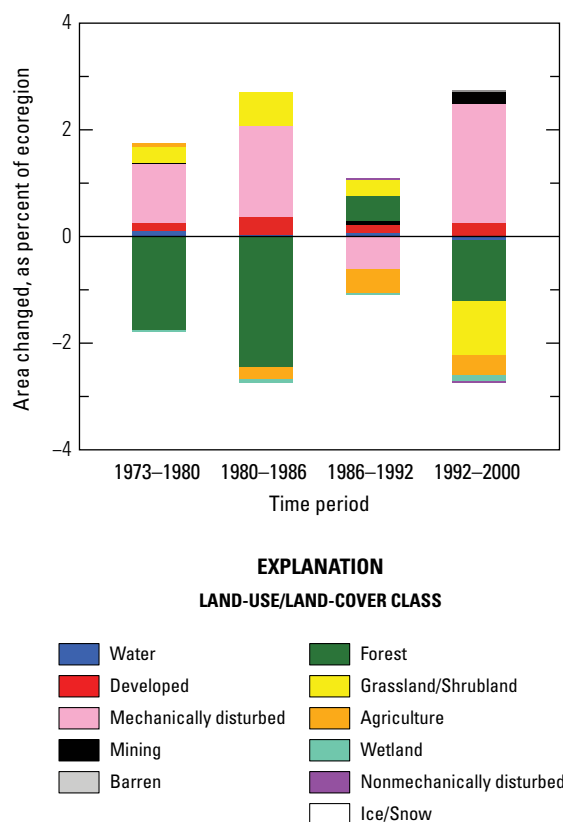 Area changed, as percent of ecoregion
4
2
0
–2
–4
1973–1980
1980–1986
1986–1992
1992–2000
Time period
EXPLANATION
LAND-USE/LAND-COVER CLASS
Water
Developed
Mechanically disturbed
Mining
Barren
Forest
Grassland/Shrubland
Agriculture
Wetland
Nonmechanically disturbed
Ice/Snow